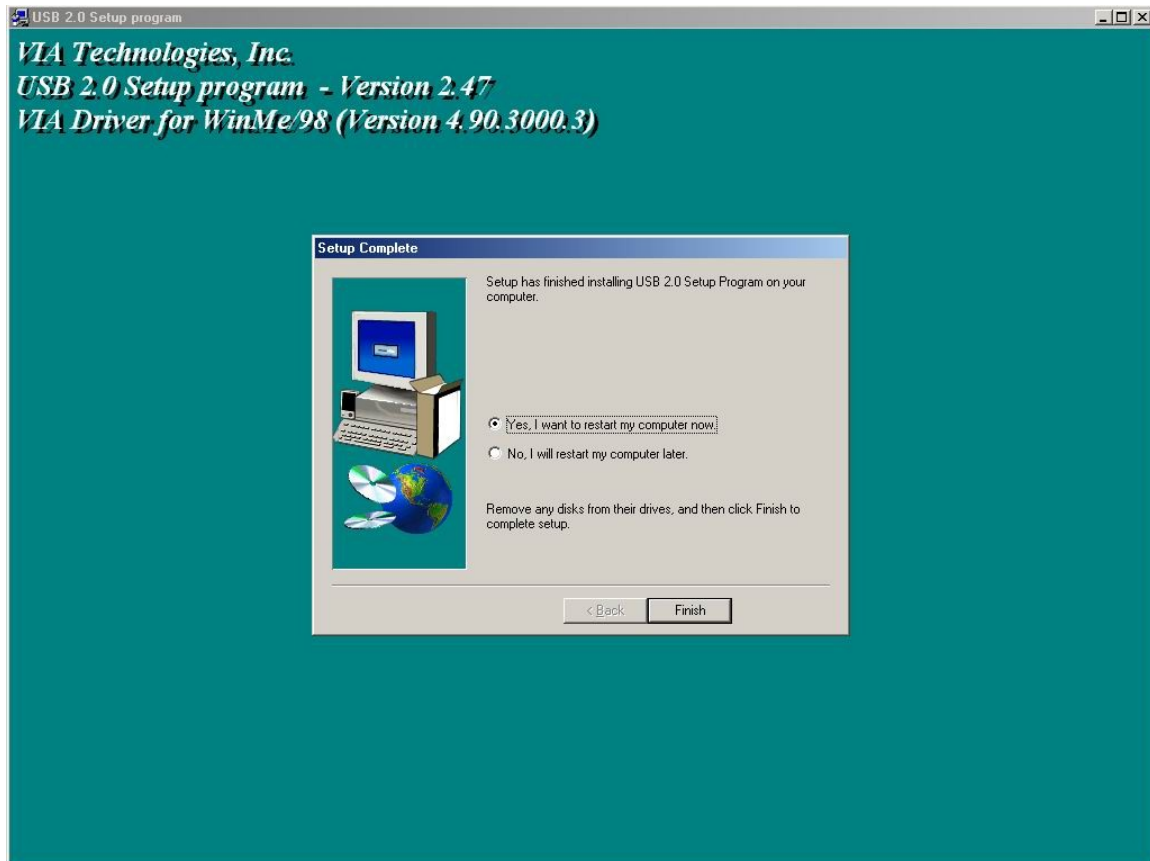 USB 2.0 Setup program
VIA Technologies, Inc.
USB 2.0 Setup program - Version 2.47
VIA Driver for WinMe/98 (Version 4.90.3000.3)
Setup Complete
Setup has finished installing USB 2.0 Setup Program on your
computer.
Yes, I want to restart my computer now.
No, I will restart my computer later.
Remove any disks from their drives, and then click Finish to
complete setup.
< Back
Finish